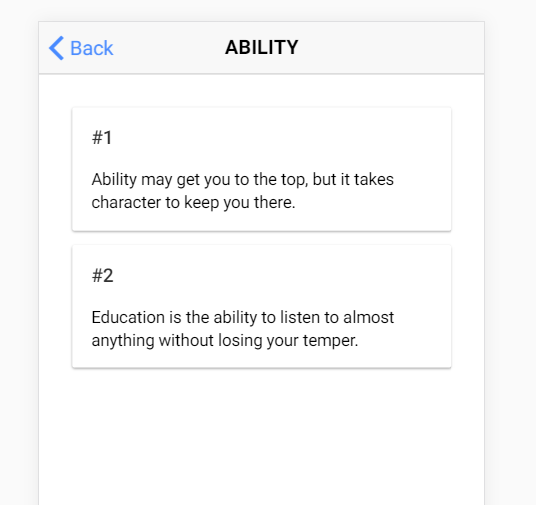 Back
ABILITY
#1
Ability may get you to the top, but it takes
character to keep you there.
#2
Education is the ability to listen to almost
anything without losing your temper.